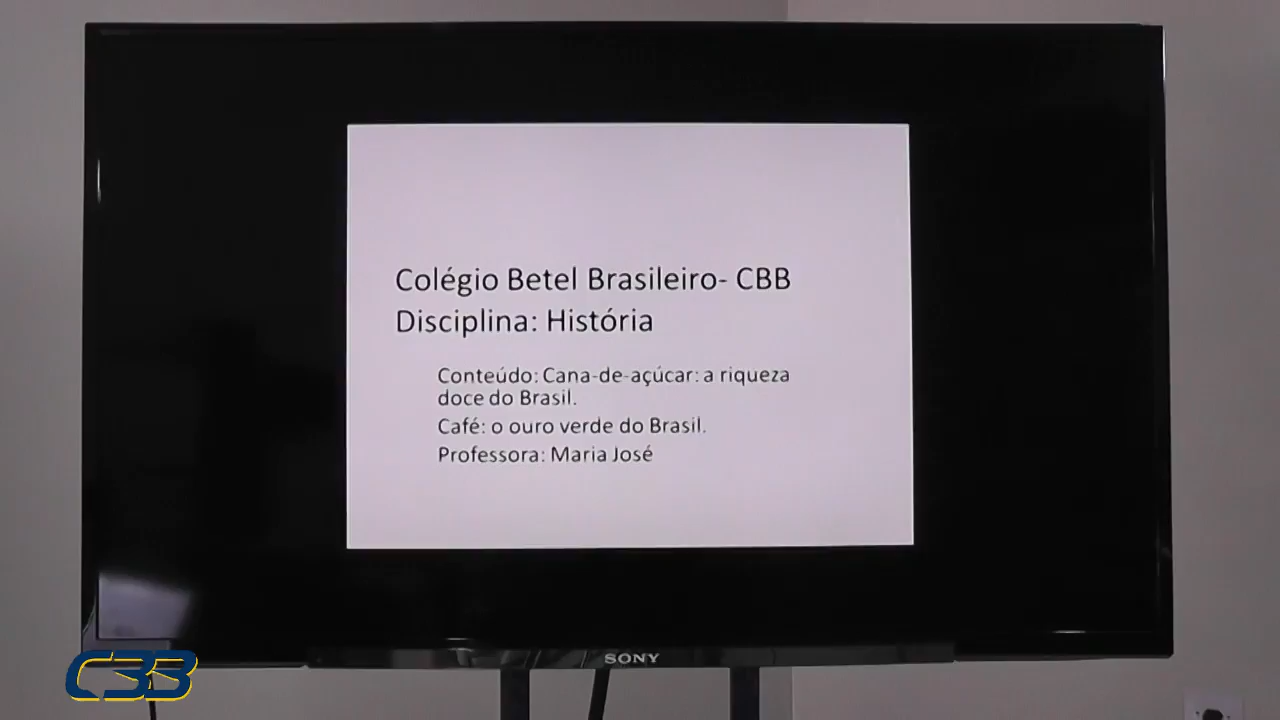 Colégio Betel Brasileiro- CBB
Disciplina: História
Conteúdo: Cana-de-açúcar: a riqueza
doce do Brasil.
Café: o ouro verde do Brasil.
Professora: Maria José
SONY
CBB